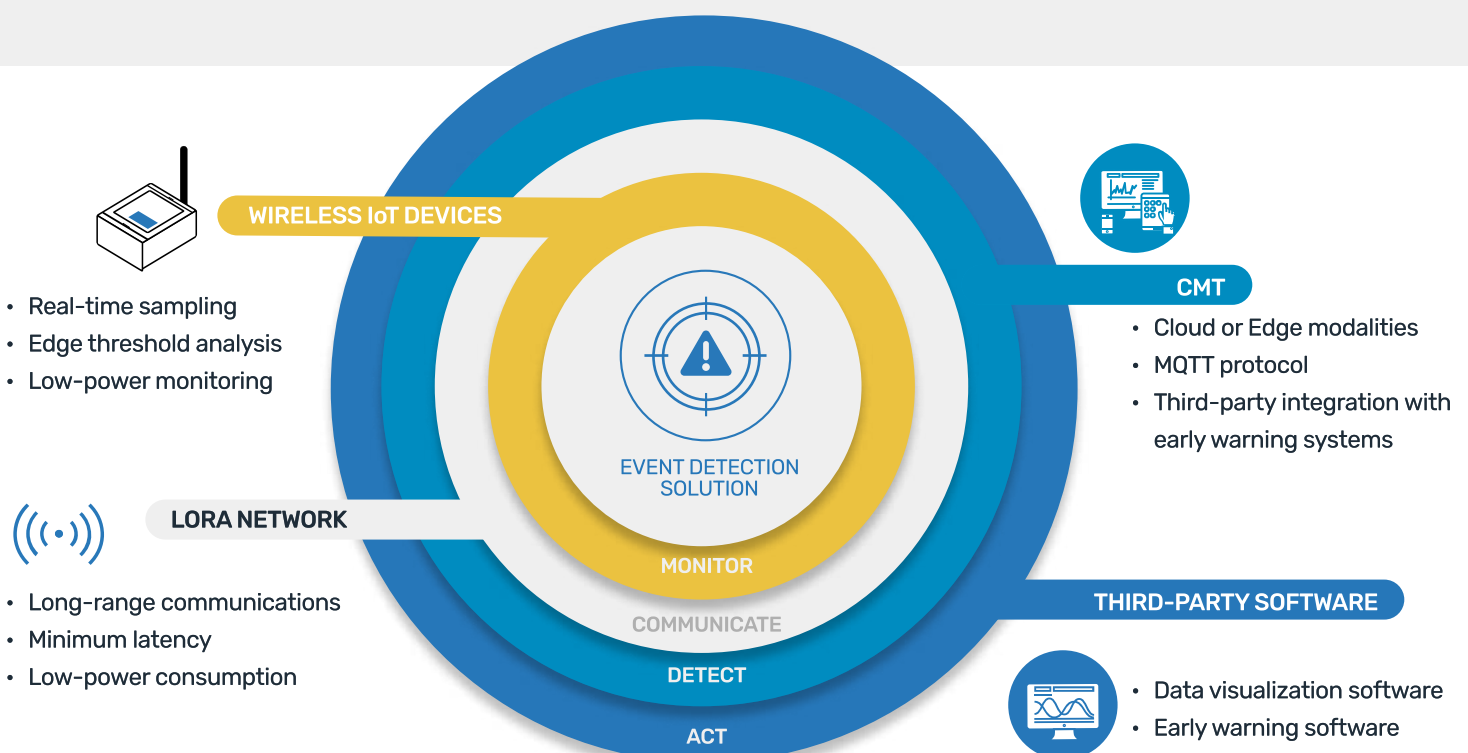 WIRELESS IoT DEVICES
• Real-time sampling
• Edge threshold analysis
• Low-power monitoring
LORA NETWORK
• Long-range communications
• Minimum latency
• Low-power consumption
EVENT DETECTION
SOLUTION
MONITOR
COMMUNICATE
DETECT
ACT
CMT
• Cloud or Edge modalities
• MQTT protocol
• Third-party integration with
early warning systems
THIRD-PARTY SOFTWARE
• Data visualization software
• Early warning software